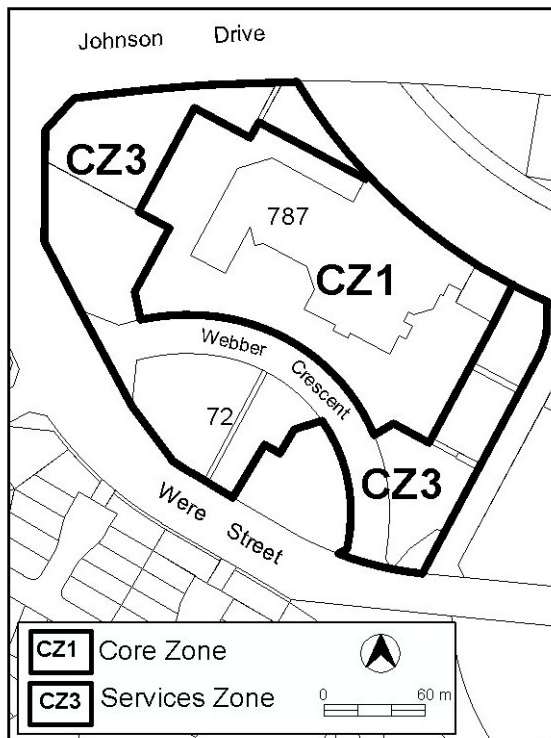 Johnson Drive
CZ3
787
CZ1
Webber Crescent
72
CZ3
Were Street
CZ1 Core Zone
CZ3 Services Zone
0 60 m